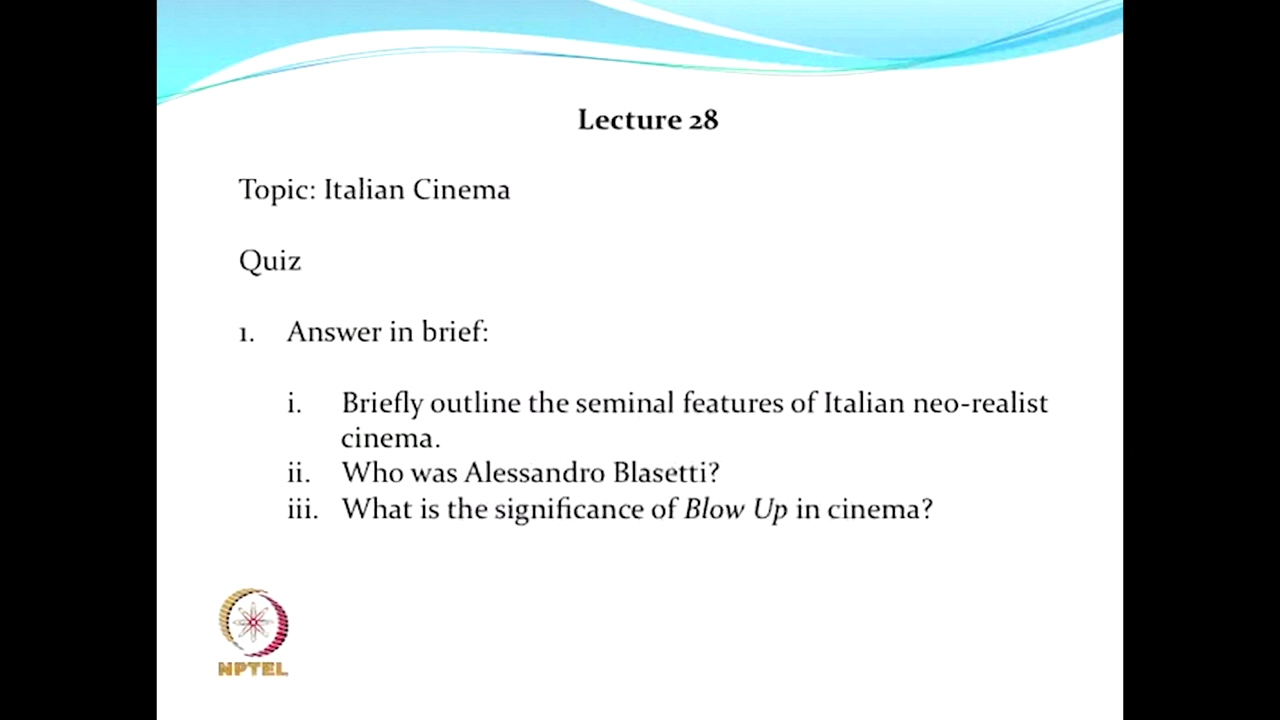 Lecture 28
Topic: Italian Cinema
Quiz
1. Answer in brief:
i. Briefly outline the seminal features of Italian neo-realist
cinema.
ii. Who was Alessandro Blasetti?
iii. What is the significance of Blow Up in cinema?
NPTEL